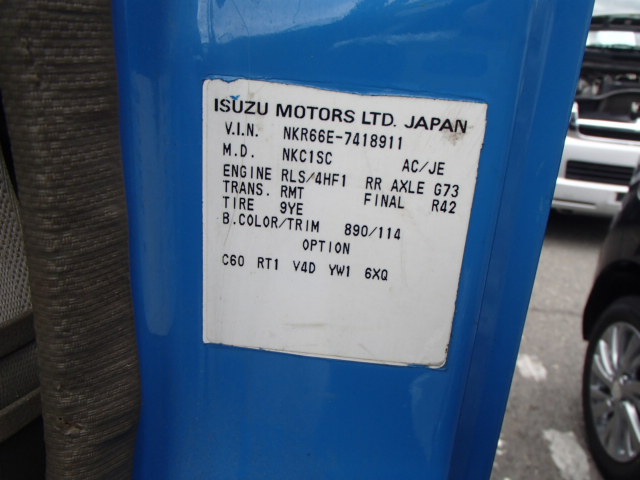 ISUZU MOTORS LTD. JAPAN
V.I.N. NKR66E-7418911
M.D. NKC1SC AC/JE
ENGINE RLS/4HF1 RR AXLE G73
TRANS. RMT FINAL R42
TIRE 9YE
B.COLOR/TRIM 890/114
OPTION
C60 RT1 V4D YW1 6XQ